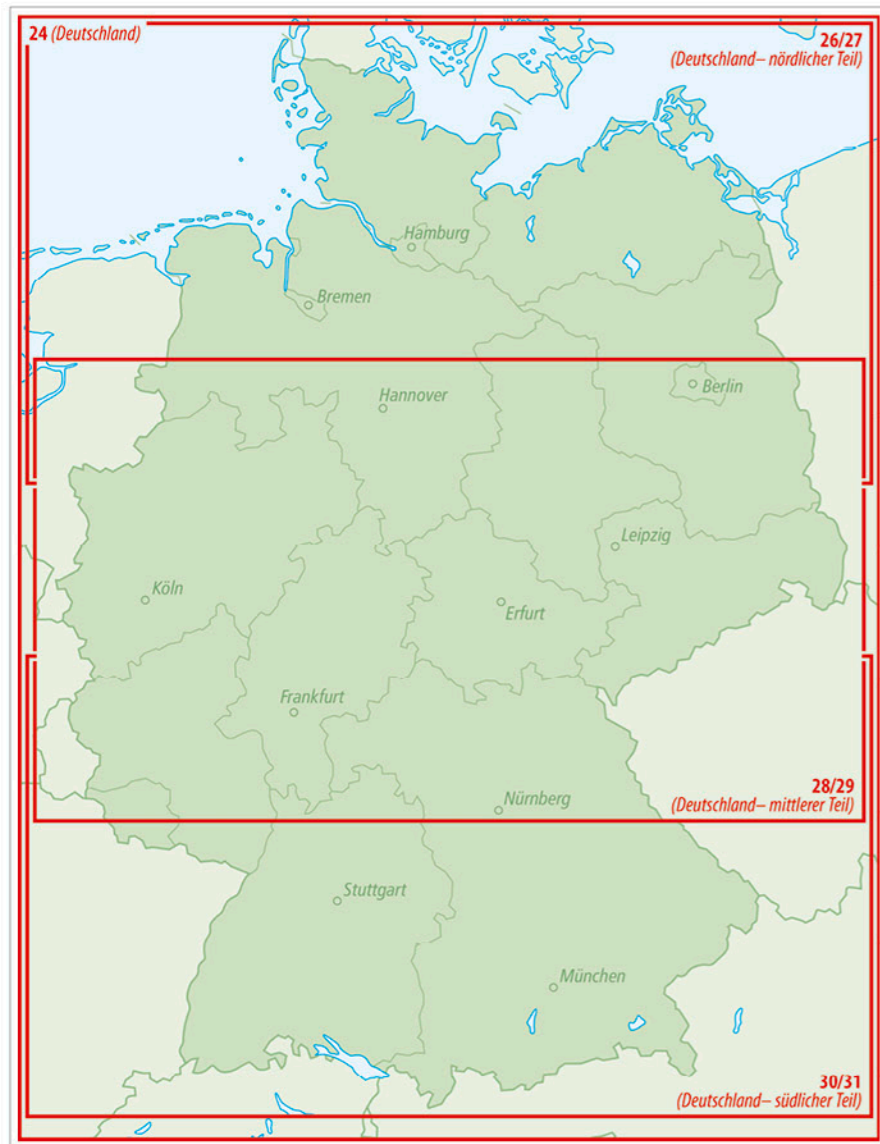 24 (Deutschland)
26/27
(Deutschland– nördlicher Teil)
Hamburg
Bremen
Berlin
Hannover
Leipzig
Köln
Erfurt
Frankfurt
28/29
(Deutschland– mittlerer Teil)
Nürnberg
Stuttgart
München
30/31
(Deutschland– südlicher Teil)